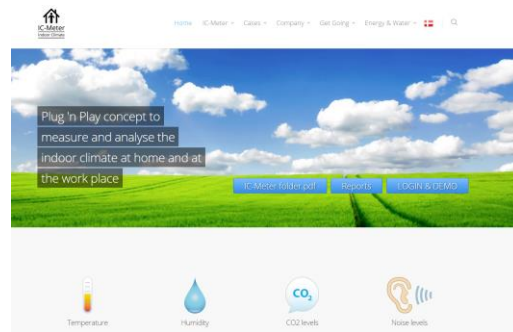 IC-Meter
Indoor Climate
Home IC-Meter Cases Company Get Going Energy & Water
Plug 'n Play concept to
measure and analyse the
indoor climate at home and at
the work place
IC-Meter folder pdf Reports LOGIN & DEMO
CO2
Temperature Humidity CO2 levels Noise levels